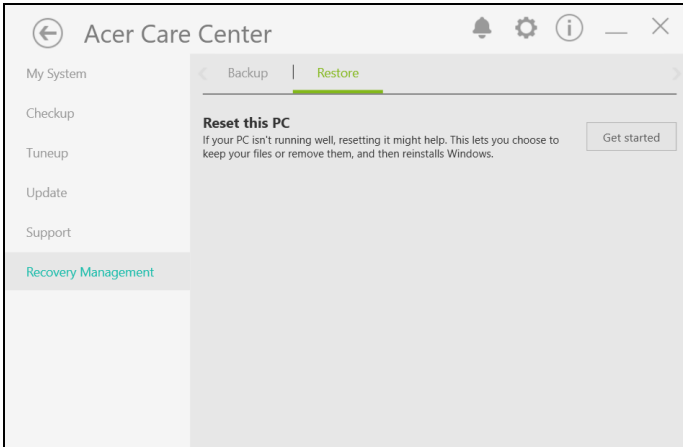 Acer Care Center
My System
Checkup
Tuneup
Update
Support
Recovery Management
Backup | Restore
Reset this PC
If your PC isn't running well, resetting it might help. This lets you choose to
keep your files or remove them, and then reinstalls Windows.
Get started